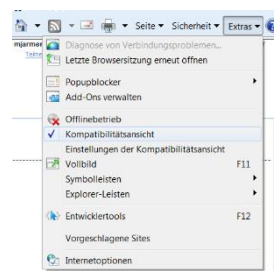 Seite Sicherheit Extras
mjarmer
Diagnose von Verbindungsproblemen...
Letzte Browsersitzung erneut öffnen
Popupblocker
Add-Ons verwalten
Offlinebetrieb
Kompatibilitätsansicht
Einstellungen der Kompatibilitätsansicht
Vollbild F11
Symbolleisten
Explorer-Leisten
Entwicklertools F12
Vorgeschlagene Sites
Internetoptionen